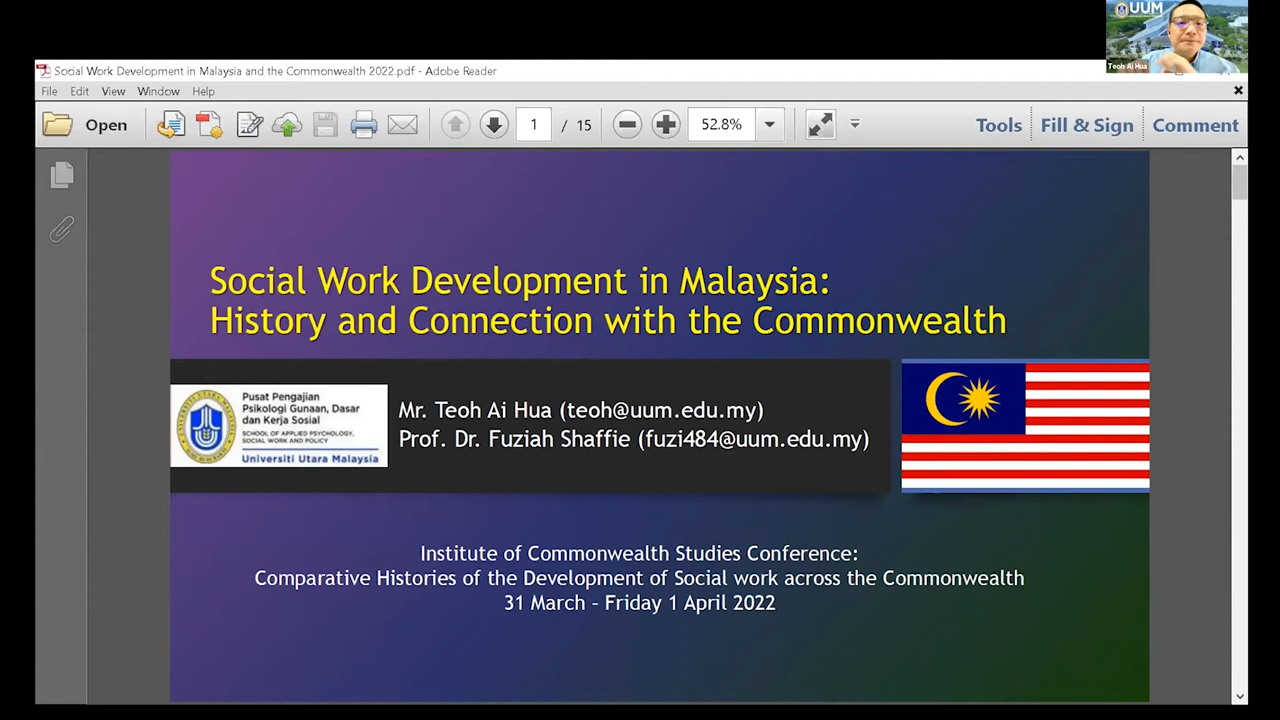 UUM
Teoh Ai Hua
Social Work Development in Malaysia and the Commonwealth 2022.pdf - Adobe Reader
File Edit View Window Help
Open 1 / 15 52.8% Tools Fill & Sign Comment
Social Work Development in Malaysia:
History and Connection with the Commonwealth
Pusat Pengajian
Psikologi Gunaan, Dasar
dan Kerja Sosial
SCHOOL OF APPLIED PSYCHOLOGY,
SOCIAL WORK AND POLICY
Universiti Utara Malaysia
Mr. Teoh Ai Hua (teoh@uum.edu.my)
Prof. Dr. Fuziah Shaffie (fuzi484@uum.edu.my)
Institute of Commonwealth Studies Conference:
Comparative Histories of the Development of Social work across the Commonwealth
31 March – Friday 1 April 2022